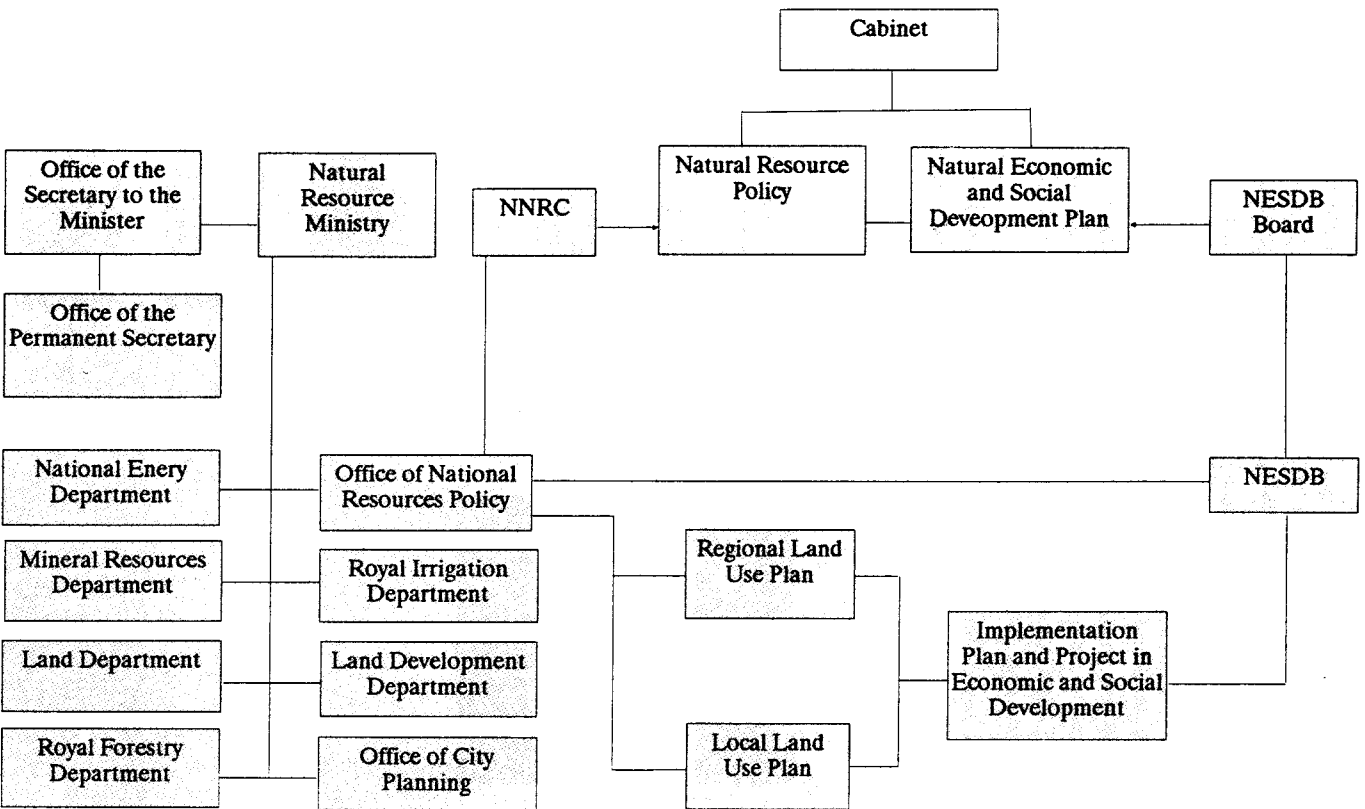 Cabinet
Office of the
Secretary to the
Minister
Natural
Resource
Ministry
NNRC
Natural Resource
Policy
Natural Economic
and Social
Deveopment Plan
NESDB
Board
Office of the
Permanent Secretary
National Enery
Department
Office of National
Resources Policy
NESDB
Mineral Resources
Department
Royal Irrigation
Department
Regional Land
Use Plan
Implementation
Plan and Project in
Economic and Social
Development
Land Department
Land Development
Department
Royal Forestry
Department
Office of City
Planning
Local Land
Use Plan